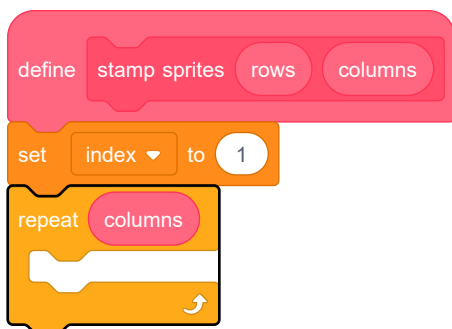 define stamp sprites rows columns
set index to 1
repeat columns